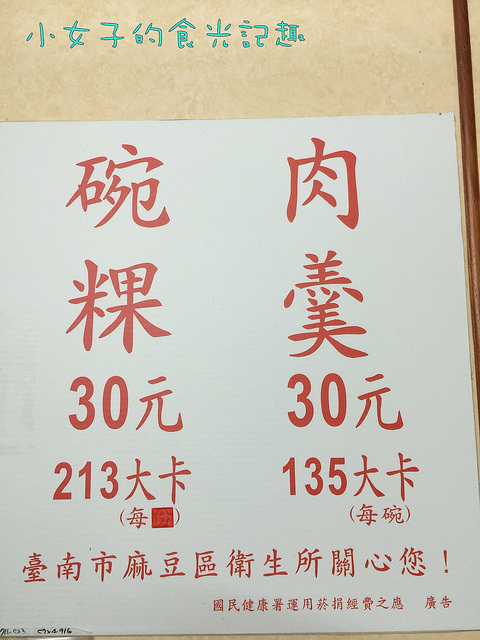 小女子的食光記趣
肉羹
30元
135大卡
(每碗)
碗粿
30元
213大卡
(每份)
臺南市麻豆區衛生所關心您！
國民健康署運用菸捐經費之應 廣告